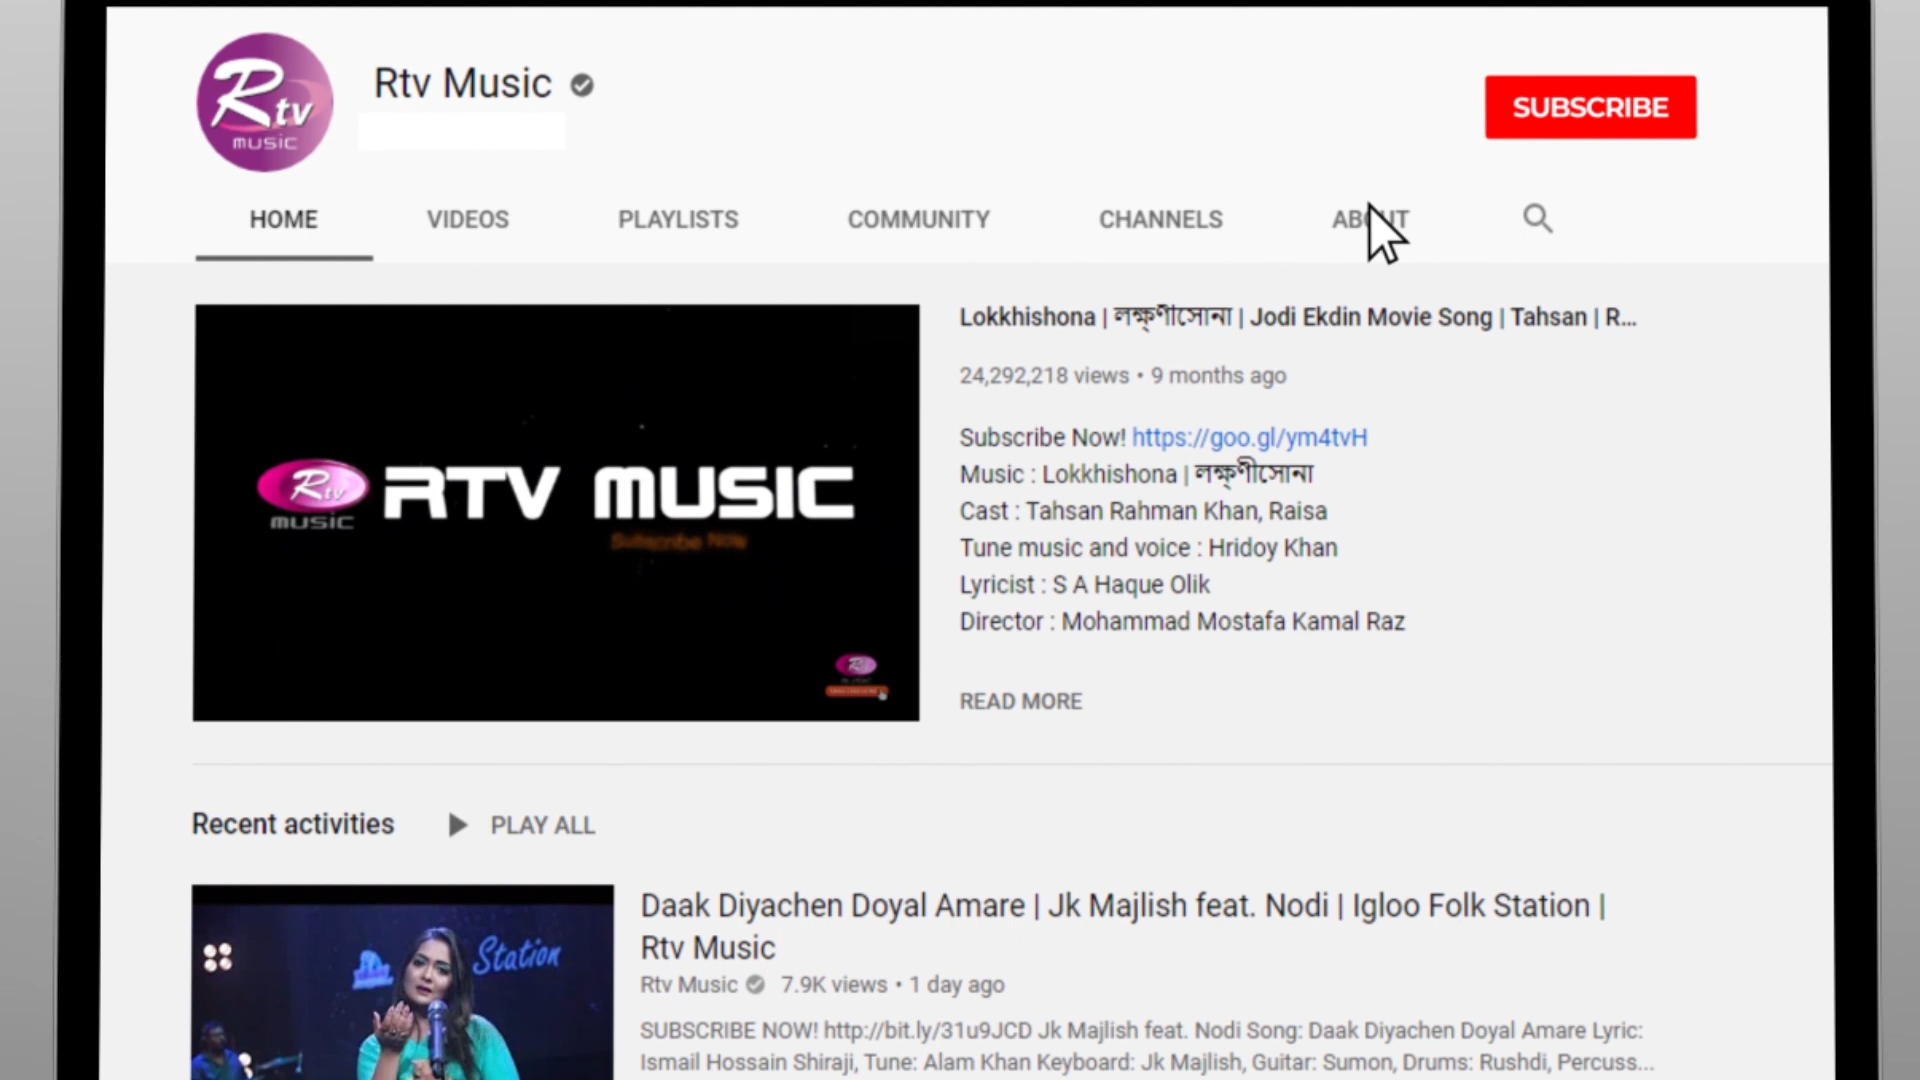 Rtv
MUSIC
Rtv Music
SUBSCRIBE
HOME VIDEOS PLAYLISTS COMMUNITY CHANNELS ABOUT
Lokkhishona | লক্ষ্ণীসোনা | Jodi Ekdin Movie Song | Tahsan | R...
24,292,218 views • 9 months ago
Subscribe Now! https://goo.gl/ym4tvH
Music : Lokkhishona | লক্ষ্ণীসোনা
Cast : Tahsan Rahman Khan, Raisa
Tune music and voice : Hridoy Khan
Lyricist : S A Haque Olik
Director : Mohammad Mostafa Kamal Raz
READ MORE
Rtv
MUSIC
RTV MUSIC
Subscribe Now
Recent activities PLAY ALL
Station
Daak Diyachen Doyal Amare | Jk Majlish feat. Nodi | Igloo Folk Station |
Rtv Music
Rtv Music 7.9K views • 1 day ago
SUBSCRIBE NOW! http://bit.ly/31u9JCD Jk Majlish feat. Nodi Song: Daak Diyachen Doyal Amare Lyric:
Ismail Hossain Shiraji, Tune: Alam Khan Keyboard: Jk Majlish, Guitar: Sumon, Drums: Rushdi, Percuss...